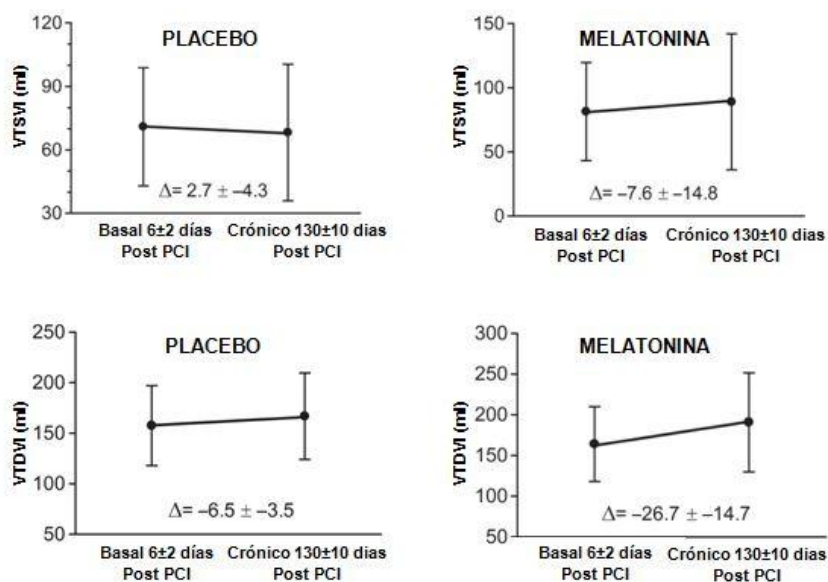 PLACEBO
VTSVI (ml)
120
90
60
30
Δ= 2.7 ± –4.3
Basal 6±2 días
Post PCI
Crónico 130±10 dias
Post PCI
MELATONINA
VTSVI (ml)
150
100
50
0
Δ= –7.6 ± –14.8
Basal 6±2 días
Post PCI
Crónico 130±10 dias
Post PCI
PLACEBO
VTDVI (ml)
250
200
150
100
50
Δ= –6.5 ± –3.5
Basal 6±2 días
Post PCI
Crónico 130±10 dias
Post PCI
MELATONINA
VTDVI (ml)
300
250
200
150
100
50
Δ= –26.7 ± –14.7
Basal 6±2 días
Post PCI
Crónico 130±10 dias
Post PCI